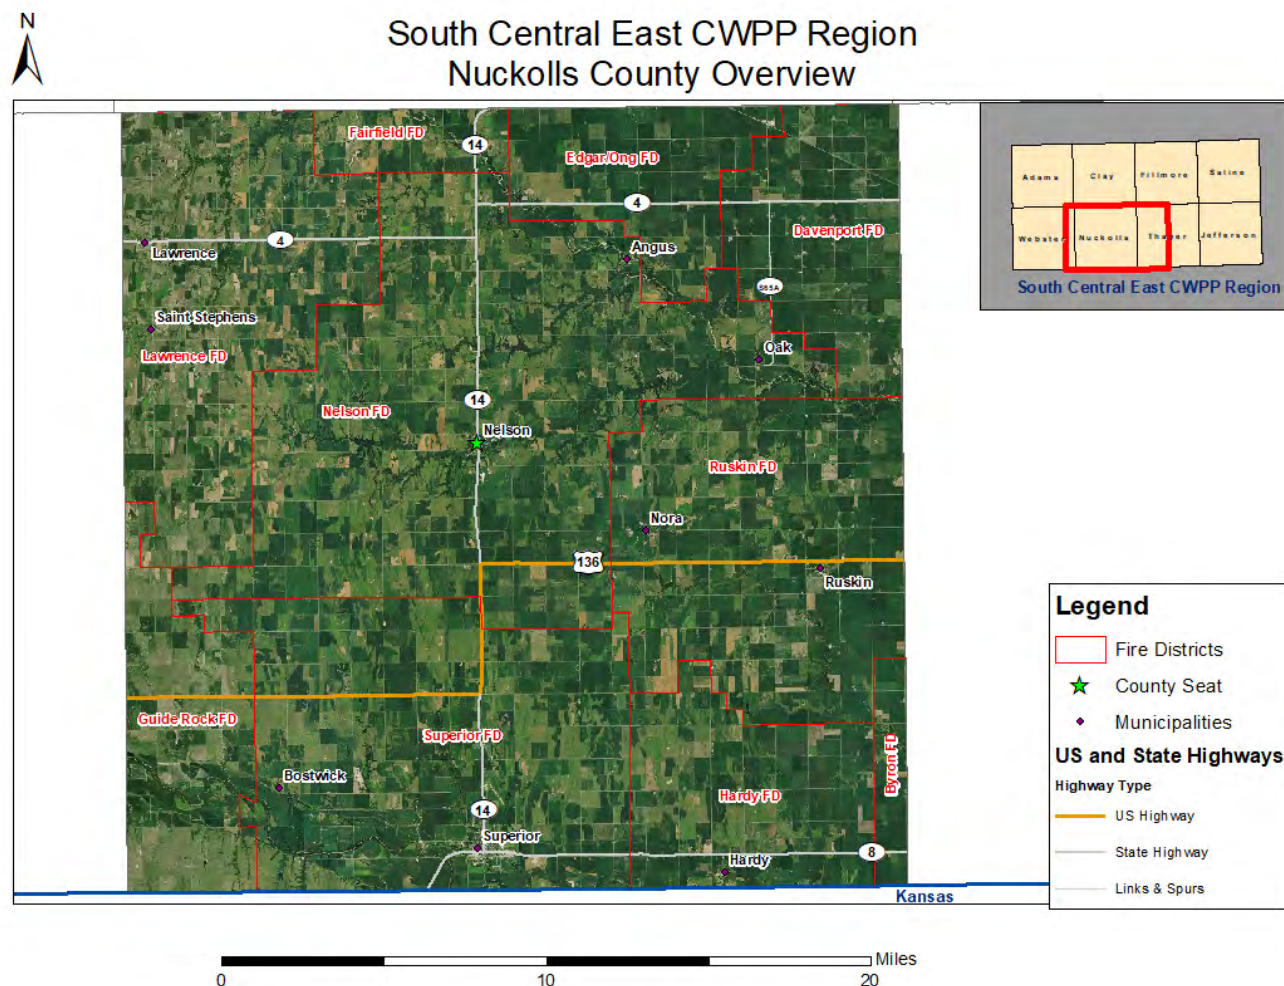 N
South Central East CWPP Region
Nuckolls County Overview
Fairfield FD
14
Edgar/Ong FD
4
Davenport FD
4
Lawrence
Angus
S65A
Saint Stephens
Lawrence FD
Oak
Nelson FD
14
Nelson
Ruskin FD
Nora
136
Ruskin
Guide Rock FD
Superior FD
Byron FD
Bostwick
Hardy FD
14
Superior
Hardy
8
Kansas
Adams
Clay
Fillmore
Saline
Webster
Nuckolls
Thayer
Jefferson
South Central East CWPP Region
Legend
Fire Districts
County Seat
Municipalities
US and State Highways
Highway Type
US Highway
State Highway
Links & Spurs
Miles
0 10 20